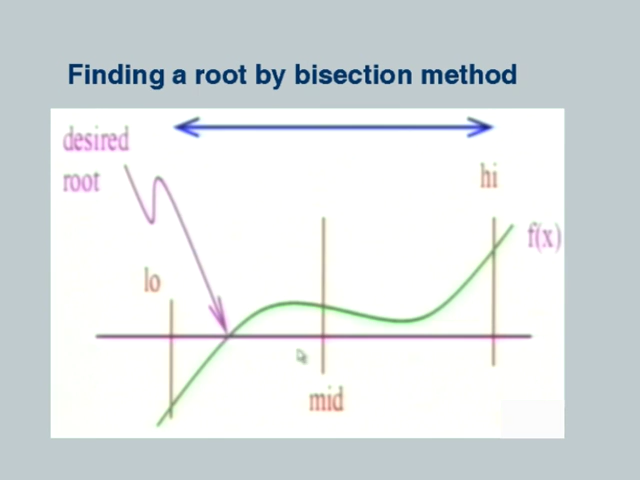 Finding a root by bisection method
desired
root
hi
f(x)
lo
mid